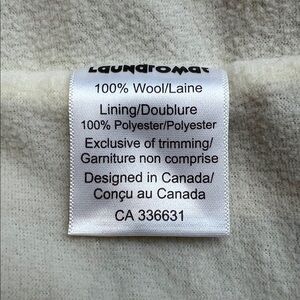 Laundromat
100% Wool/Laine
Lining/Doublure
100% Polyester/Polyester
Exclusive of trimming/
Garniture non comprise
Designed in Canada/
Conçu au Canada
CA 336631